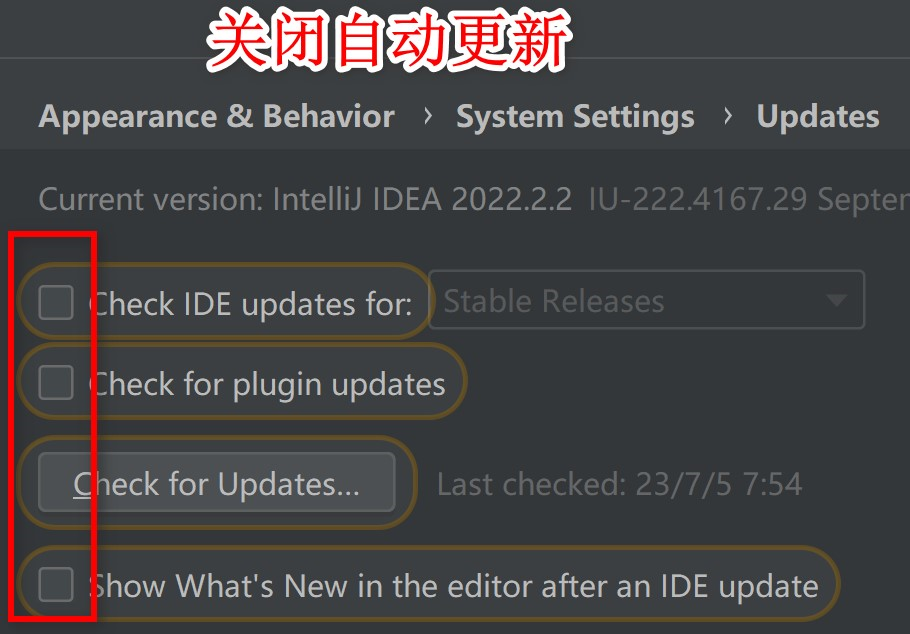 关闭自动更新
Appearance & Behavior › System Settings › Updates
Current version: IntelliJ IDEA 2022.2.2 IU-222.4167.29
Check IDE updates for: Stable Releases
Check for plugin updates
Check for Updates... Last checked: 23/7/5 7:54
Show What's New in the editor after an IDE update